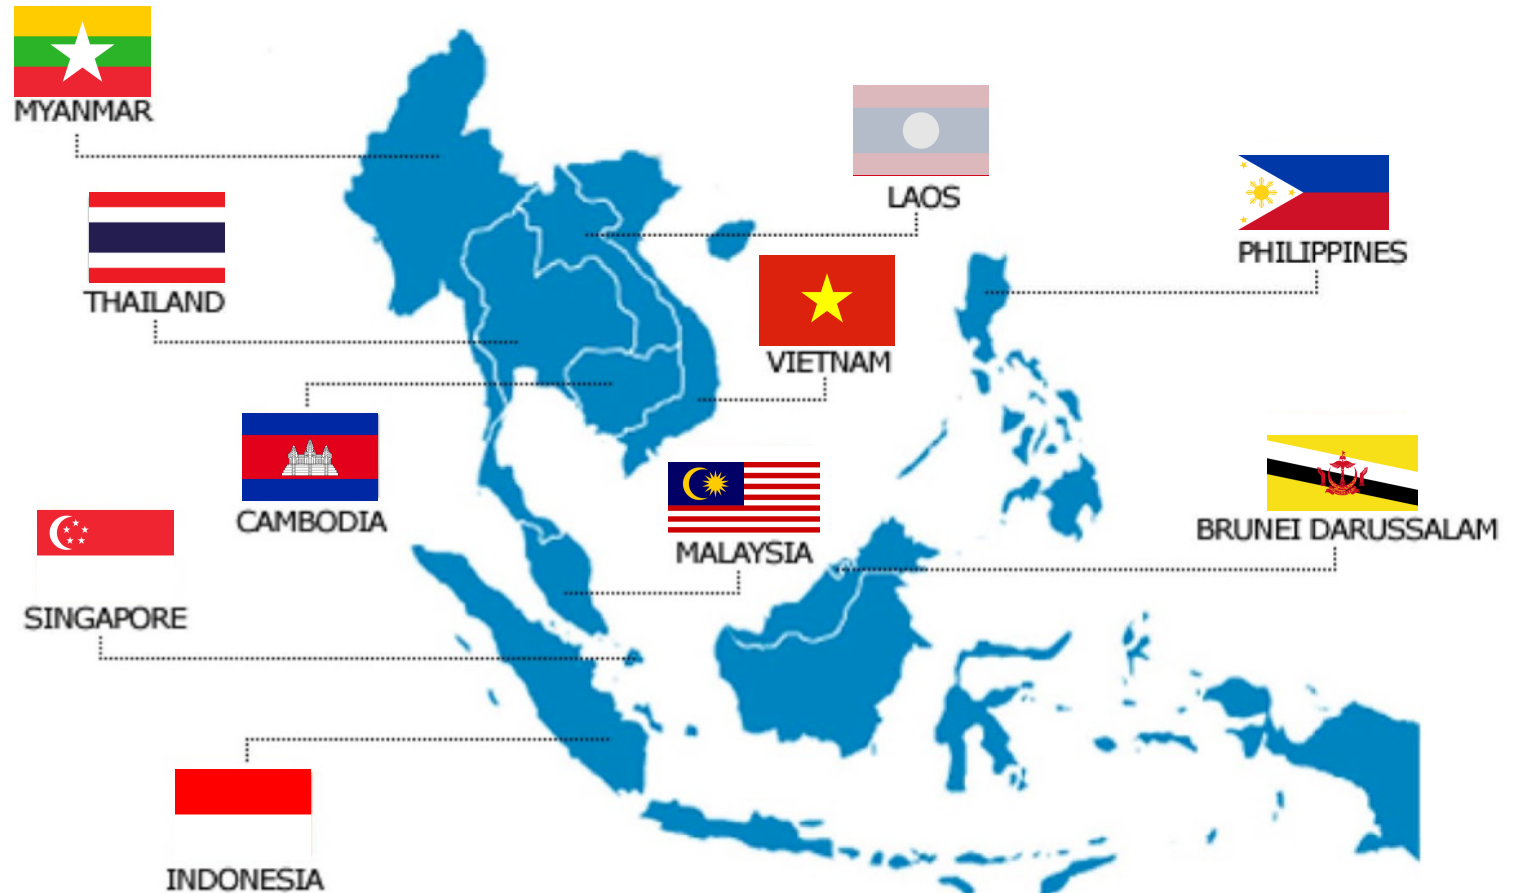 MYANMAR
LAOS
PHILIPPINES
THAILAND
VIETNAM
CAMBODIA
MALAYSIA
BRUNEI DARUSSALAM
SINGAPORE
INDONESIA